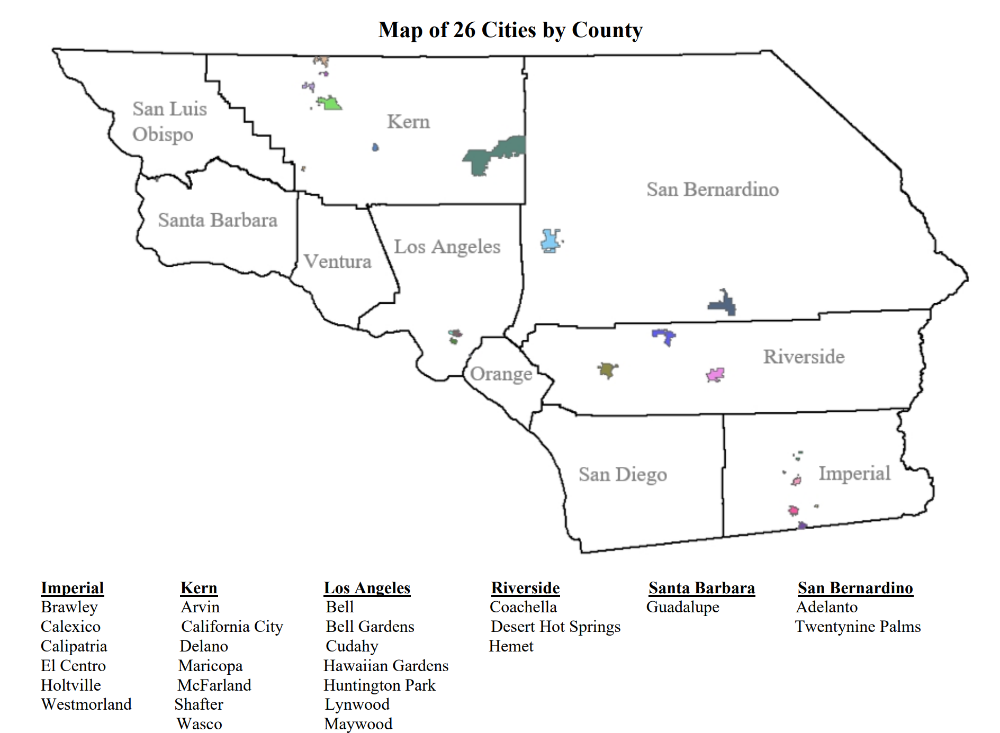 Map of 26 Cities by County
San Luis
Obispo
Kern
San Bernardino
Santa Barbara
Los Angeles
Ventura
Riverside
Orange
San Diego
Imperial
Imperial
Brawley
Calexico
Calipatria
El Centro
Holtville
Westmorland
Kern
Arvin
California City
Delano
Maricopa
McFarland
Shafter
Wasco
Los Angeles
Bell
Bell Gardens
Cudahy
Hawaiian Gardens
Huntington Park
Lynwood
Maywood
Riverside
Coachella
Desert Hot Springs
Hemet
Santa Barbara
Guadalupe
San Bernardino
Adelanto
Twentynine Palms